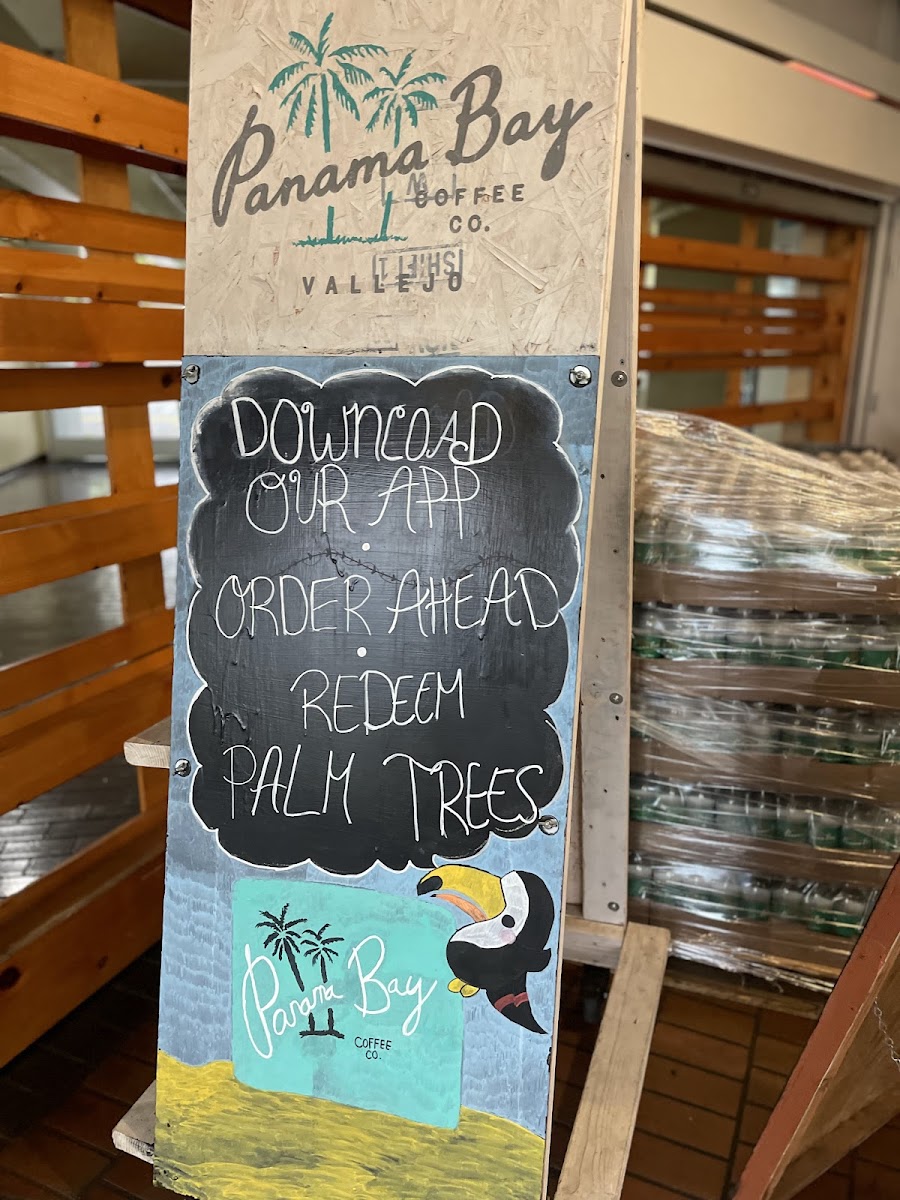 Panama Bay
COFFEE
CO.
VALLEJO
DOWNLOAD
OUR APP
ORDER AHEAD
REDEEM
PALM TREES
Panama Bay
COFFEE
CO.